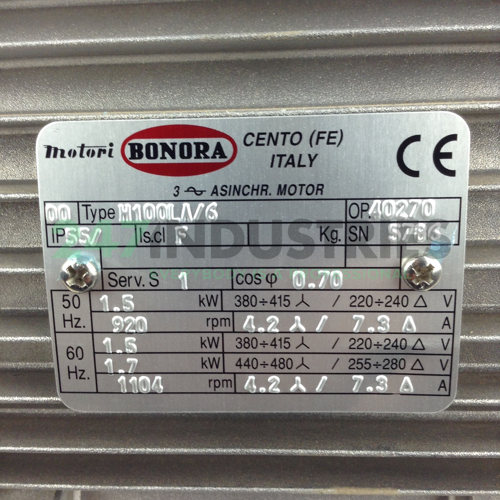 motori BONORA CENTO (FE) ITALY CE
3 ~ ASINCHR. MOTOR
00 Type M100LA/6 OP. 40270
IP 55/ Is.cl F Kg. SN
Serv. S 1 cos φ 0.70
50 Hz. 1.5 kW 380÷415 Y / 220÷240 Δ V
920 rpm 4.2 Y / 7.3 Δ A
60 Hz. 1.5 kW 380÷415 Y / 220÷240 Δ V
1.7 kW 440÷480 Y / 255÷280 Δ V
1104 rpm 4.2 Y / 7.3 Δ A
INDUSTRIES